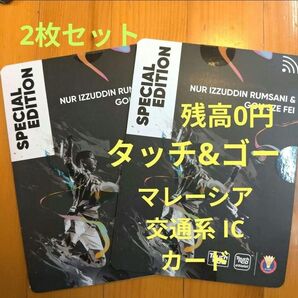 2枚セット
SPECIAL EDITION
NUR IZZUDDIN RUMSANI
GOH
SPECIAL EDITION
NUR IZZUDDIN RUMSANI &
GOH SZE FEI
残高0円
タッチ&ゴー
マレーシア
交通系 IC
カード